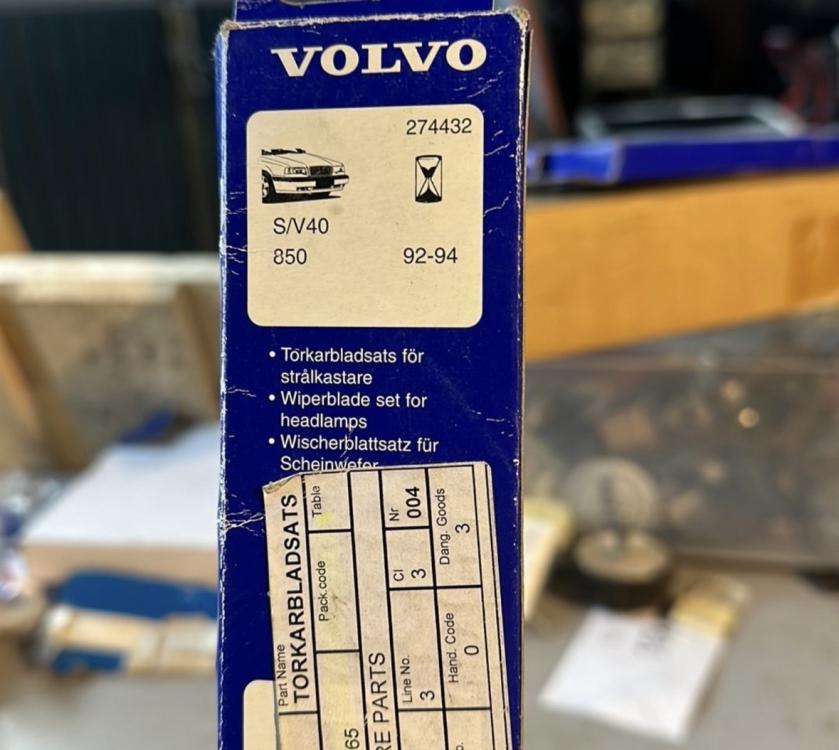 VOLVO
274432
S/V40
850 92-94
• Torkarbladsats för
strålkastare
• Wiperblade set for
headlamps
• Wischerblattsatz für
Scheinwefer
Part Name
TORKARBLADSATS
Pack.code
Table
65
RE PARTS
Line No.
3
Cl
3
Nr
004
Hand. Code
0
Dang. Goods
3